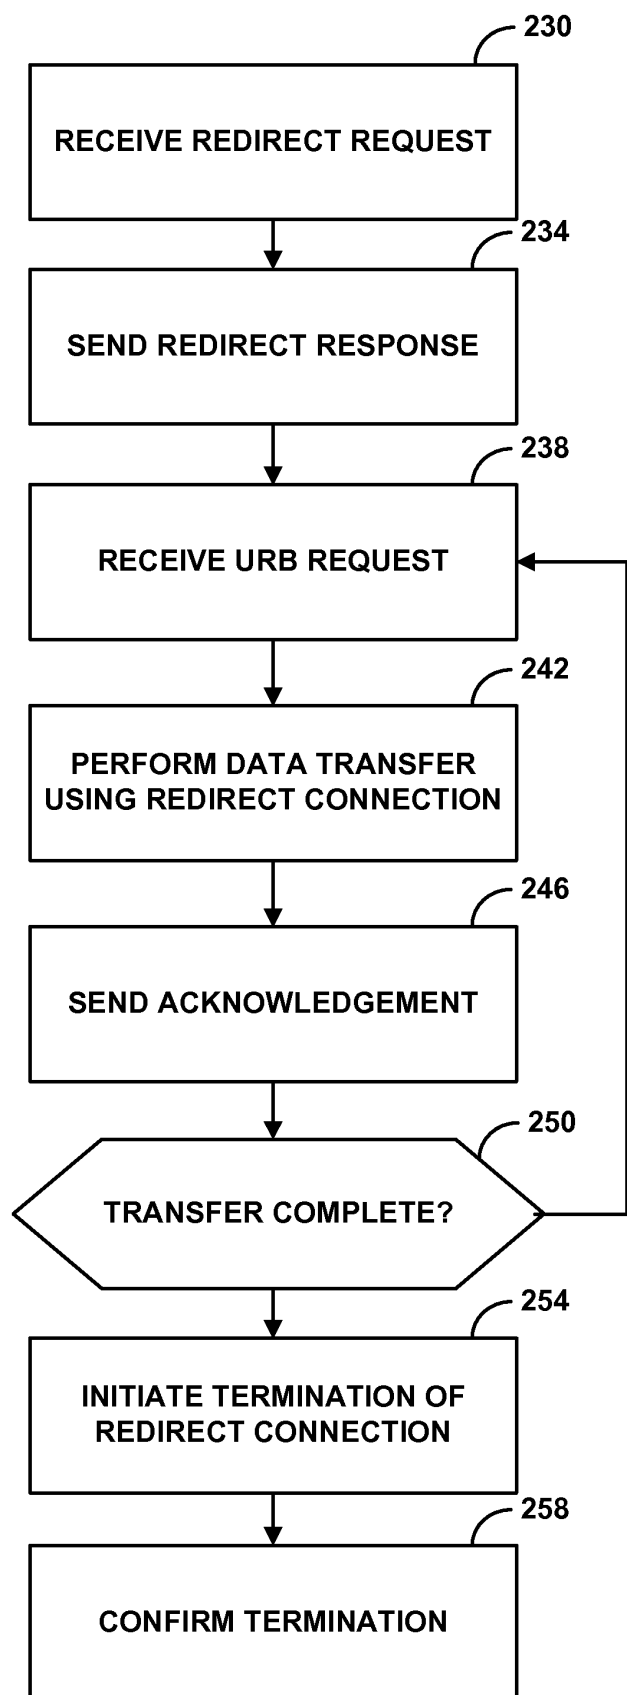 230
RECEIVE REDIRECT REQUEST
234
SEND REDIRECT RESPONSE
238
RECEIVE URB REQUEST
242
PERFORM DATA TRANSFER
USING REDIRECT CONNECTION
246
SEND ACKNOWLEDGEMENT
250
TRANSFER COMPLETE?
254
INITIATE TERMINATION OF
REDIRECT CONNECTION
258
CONFIRM TERMINATION